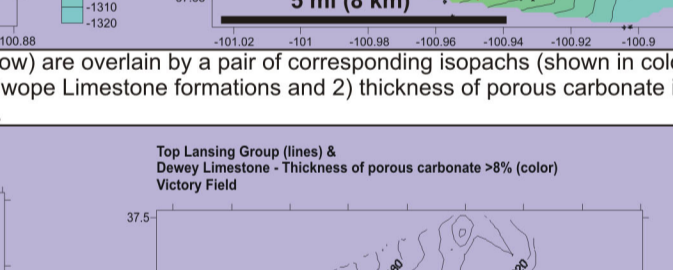 5 mi (8 km)
-1310
-1320
100.88
-101.02 -101 -100.98 -100.96 -100.94 -100.92 -100.9
ow) are overlain by a pair of corresponding isopachs (shown in
wope Limestone formations and 2) thickness of porous carbonate
Top Lansing Group (lines) &
Dewey Limestone - Thickness of porous carbonate >8% (color)
Victory Field
37.5